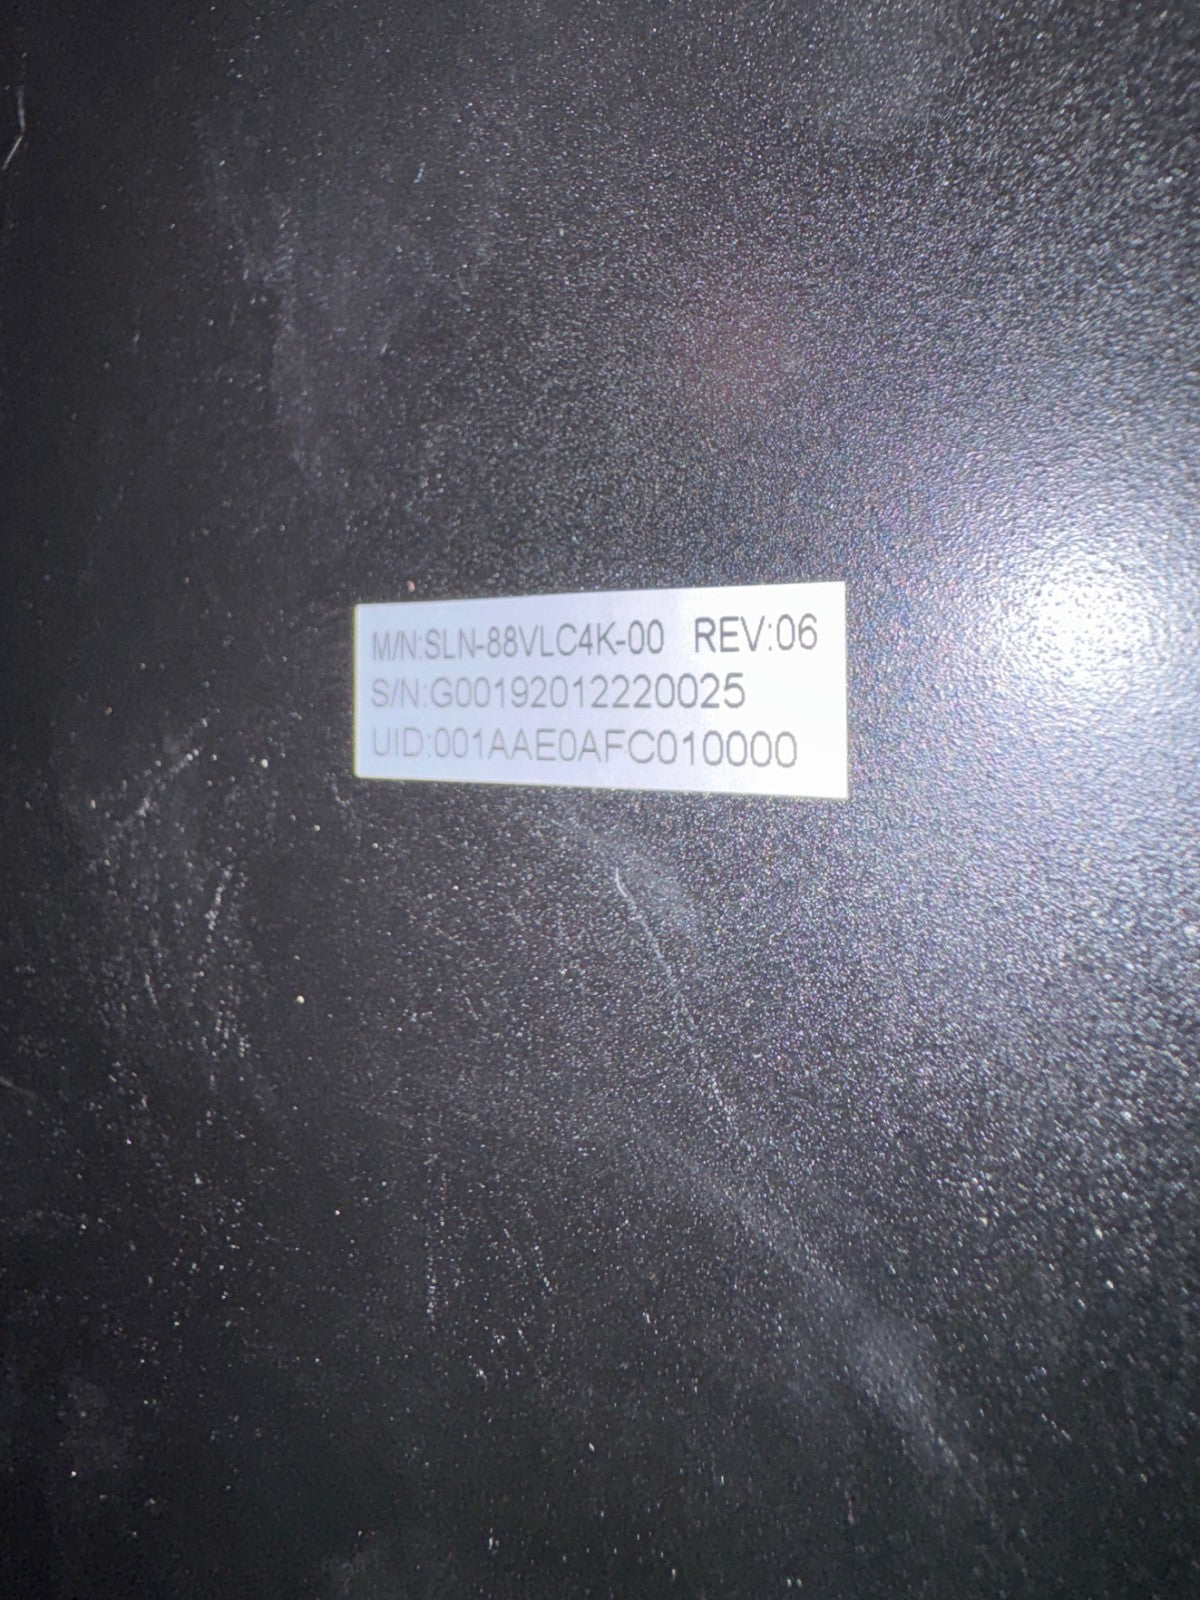 M/N:SLN-88VLC4K-00 REV:06
S/N:G00192012220025
UID:001AAE0AFC010000